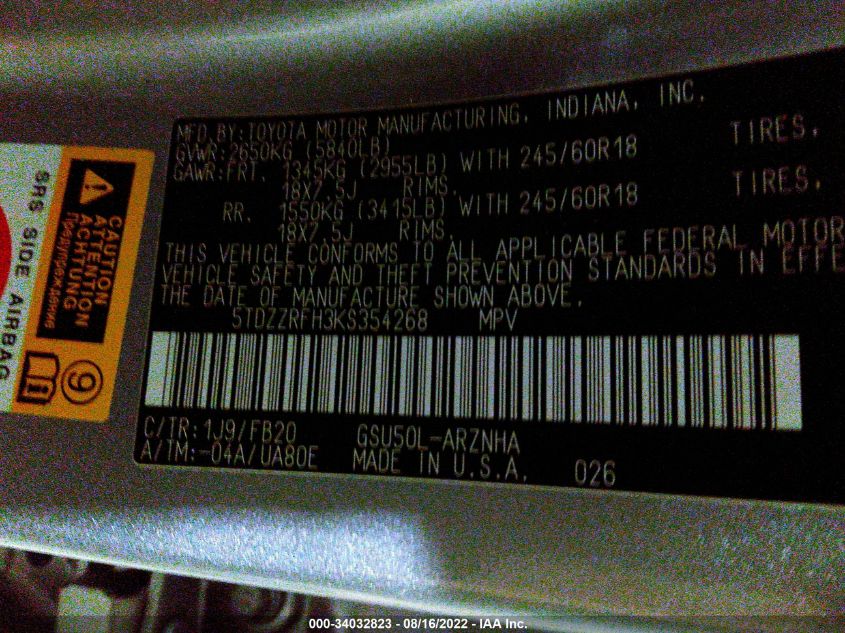 MFD. BY: TOYOTA MOTOR MANUFACTURING, INDIANA, INC.
GVWR: 2650KG (5840LB)
GAWR: FRT. 1345KG (2955LB) WITH 245/60R18 TIRES,
18X7.5J RIMS.
RR. 1550KG (3415LB) WITH 245/60R18 TIRES,
18X7.5J RIMS.
THIS VEHICLE CONFORMS TO ALL APPLICABLE FEDERAL MOTOR
VEHICLE SAFETY AND THEFT PREVENTION STANDARDS IN EFFE
THE DATE OF MANUFACTURE SHOWN ABOVE.
5TDZZRFH3KS354268 MPV
C/TR: 1J9/FB20 GSU50L-ARZNHA
A/TM: -04A/UA80E MADE IN U.S.A. 026
SRS SIDE AIRBAG
CAUTION
ATTENTION
ACHTUNG
Предупреждение
9
000-34032823 - 08/16/2022 - IAA Inc.